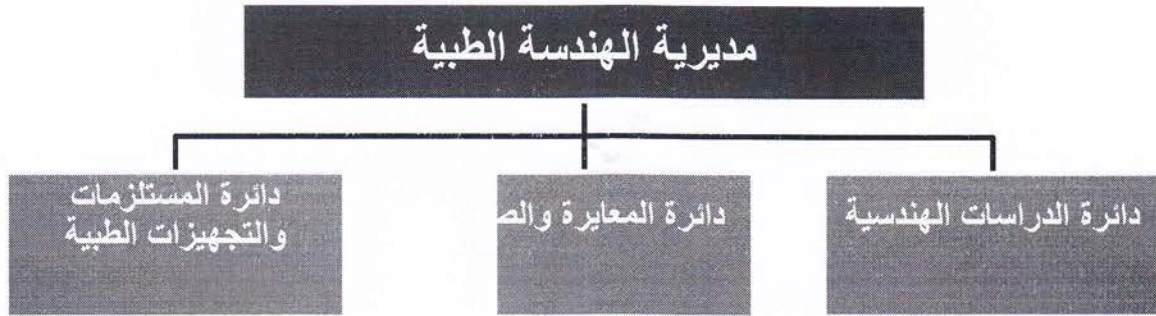 مديرية الهندسة الطبية
دائرة الدراسات الهندسية
دائرة المعايرة والص
دائرة المستلزمات
والتجهيزات الطبية